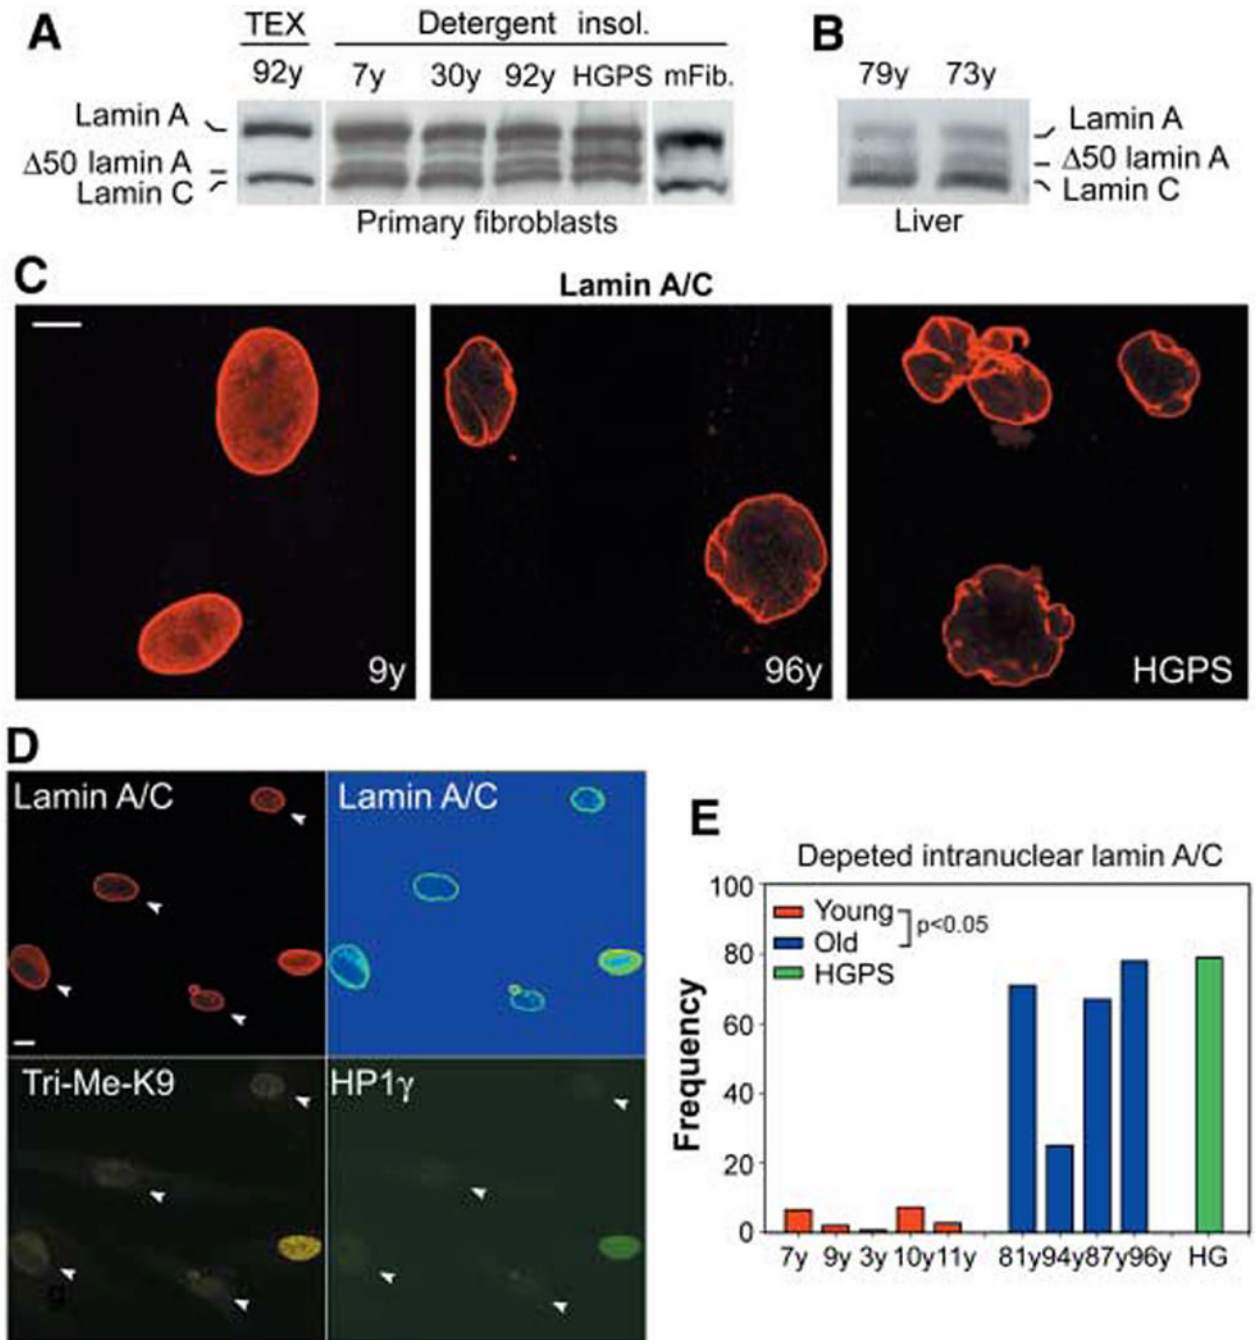 A
TEX
Detergent insol.
92y
7y 30y 92y HGPS mFib.
Lamin A
Δ50 lamin A
Lamin C
Primary fibroblasts
B
79y 73y
Lamin A
Δ50 lamin A
Lamin C
Liver
C
Lamin A/C
9y
96y
HGPS
D
Lamin A/C
Lamin A/C
Tri-Me-K9
HP1γ
g
E
Depeted intranuclear lamin A/C
Frequency
100
80
60
40
20
0
Young
Old
HGPS
p<0.05
7y 9y 3y 10y 11y 81y 94y 87y 96y HG